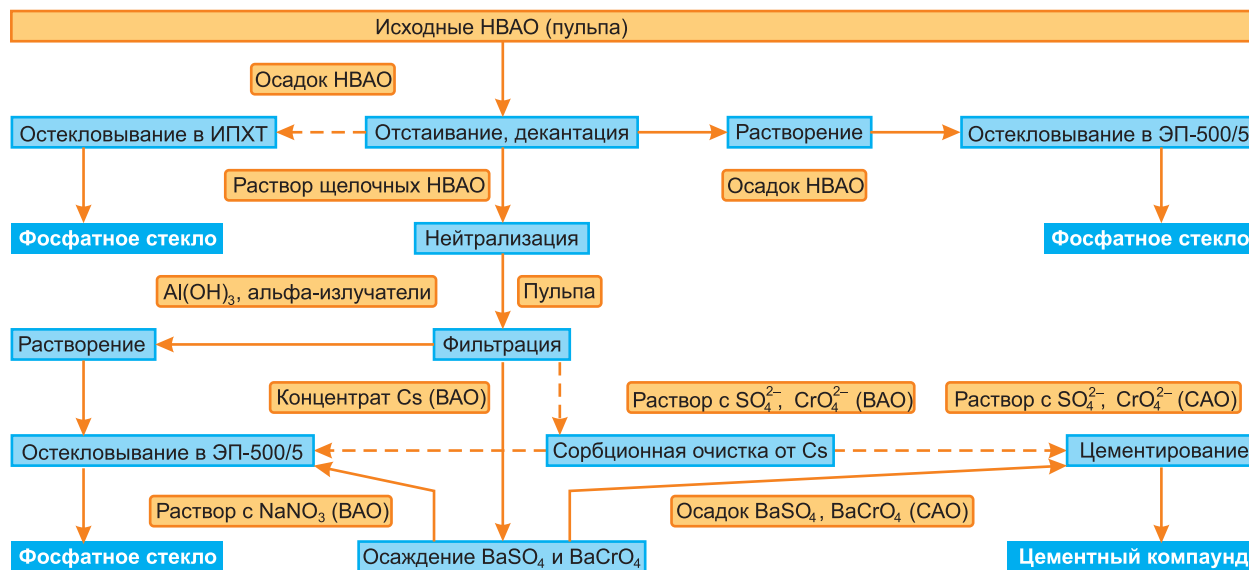 Исходные НВАО (пульпа)
Осадок НВАО
Остекловывание в ИПХТ
Отстаивание, декантация
Растворение
Остекловывание в ЭП-500/5
Раствор щелочных НВАО
Осадок НВАО
Фосфатное стекло
Нейтрализация
Фосфатное стекло
Al(OH)₃, альфа-излучатели
Пульпа
Растворение
Фильтрация
Концентрат Cs (ВАО)
Раствор с SO₄²⁻, CrO₄²⁻ (ВАО)
Раствор с SO₄²⁻, CrO₄²⁻ (САО)
Остекловывание в ЭП-500/5
Сорбционная очистка от Cs
Цементирование
Раствор с NaNO₃ (ВАО)
Осадок BaSO₄, BaCrO₄ (САО)
Фосфатное стекло
Осаждение BaSO₄ и BaCrO₄
Цементный компаунд